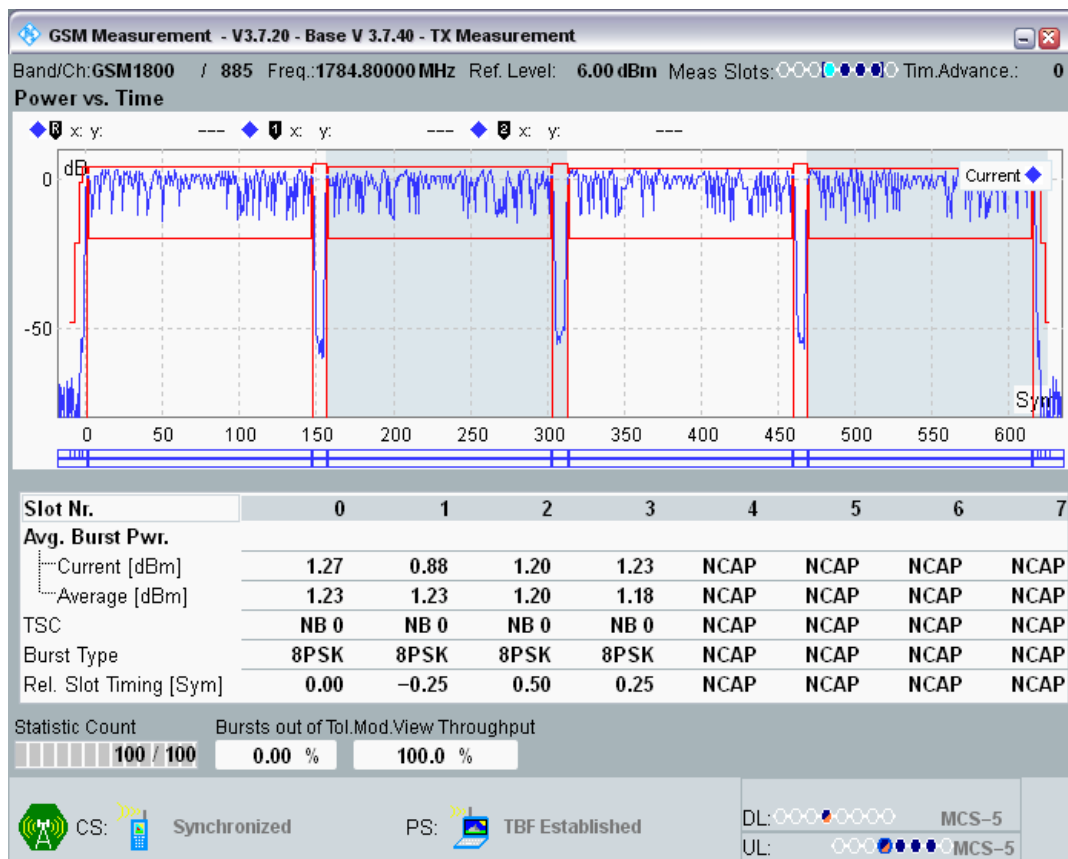 GSM Measurement - V3.7.20 - Base V 3.7.40 - TX Measurement
Band/Ch:GSM1800 / 885 Freq.:1784.80000 MHz Ref. Level: 6.00 dBm Meas Slots: Tim.Advance.: 0
Power vs. Time
R x: y: --- 1 x: y: --- 2 x: y: ---
dB
0
Current
-50
Sym
0 50 100 150 200 250 300 350 400 450 500 550 600
Slot Nr. 0 1 2 3 4 5 6 7
Avg. Burst Pwr.
Current [dBm] 1.27 0.88 1.20 1.23 NCAP NCAP NCAP NCAP
Average [dBm] 1.23 1.23 1.20 1.18 NCAP NCAP NCAP NCAP
TSC NB 0 NB 0 NB 0 NB 0 NCAP NCAP NCAP NCAP
Burst Type 8PSK 8PSK 8PSK 8PSK NCAP NCAP NCAP NCAP
Rel. Slot Timing [Sym] 0.00 −0.25 0.50 0.25 NCAP NCAP NCAP NCAP
Statistic Count Bursts out of Tol.Mod.View Throughput
100 / 100 0.00 % 100.0 %
CS: Synchronized PS: TBF Established
DL: MCS−5
UL: MCS−5